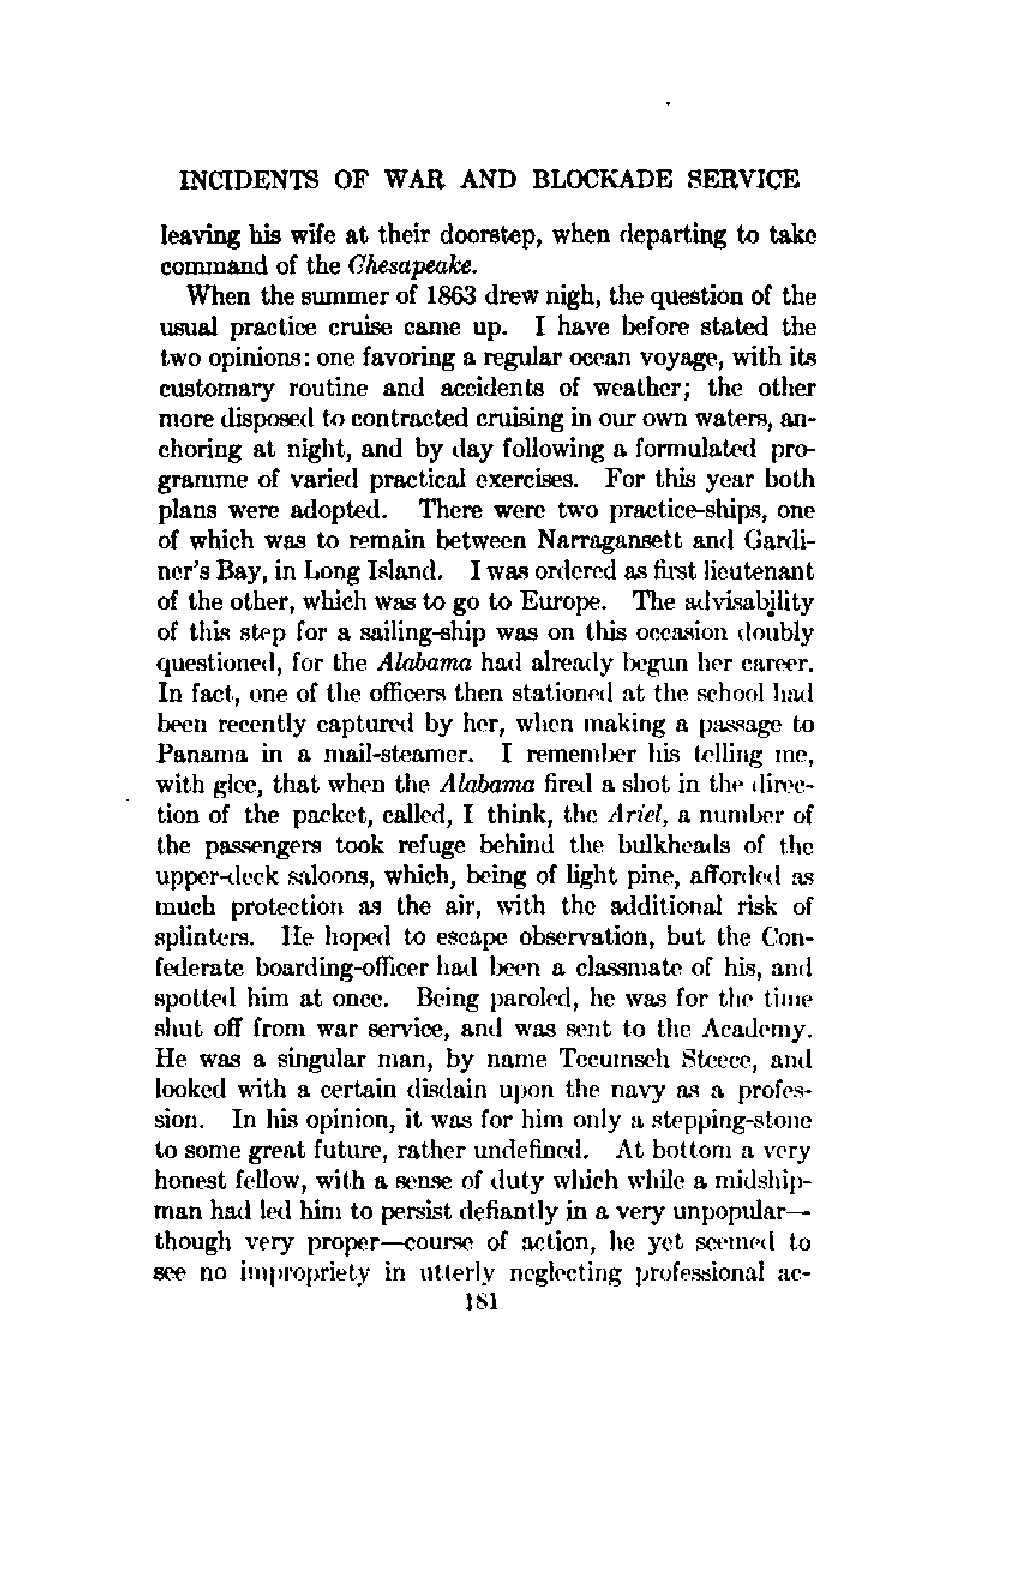 INCIDENTS OF WAR AND BLOCKADE SERVICE
leaving his wife at their doorstep, when departing to take
command of the Chesapeake.
When the summer of 1863 drew nigh, the question of the
usual practice cruise came up. I have before stated the
two opinions: one favoring a regular ocean voyage, with its
customary routine and accidents of weather; the other
more disposed to contracted cruising in our own waters, an-
choring at night, and by day following a formulated pro-
gramme of varied practical exercises. For this year both
plans were adopted. There were two practice-ships, one
of which was to remain between Narragansett and Gardi-
ner's Bay, in Long Island. I was ordered as first lieutenant
of the other, which was to go to Europe. The advisability
of this step for a sailing-ship was on this occasion doubly
questioned, for the Alabama had already begun her career.
In fact, one of the officers then stationed at the school had
been recently captured by her, when making a passage to
Panama in a mail-steamer. I remember his telling me,
with glee, that when the Alabama fired a shot in the direc-
tion of the packet, called, I think, the Ariel, a number of
the passengers took refuge behind the bulkheads of the
upper-deck saloons, which, being of light pine, afforded as
much protection as the air, with the additional risk of
splinters. He hoped to escape observation, but the Con-
federate boarding-officer had been a classmate of his, and
spotted him at once. Being paroled, he was for the time
shut off from war service, and was sent to the Academy.
He was a singular man, by name Tecumseh Steece, and
looked with a certain disdain upon the navy as a profes-
sion. In his opinion, it was for him only a stepping-stone
to some great future, rather undefined. At bottom a very
honest fellow, with a sense of duty which while a midship-
man had led him to persist defiantly in a very unpopular—
though very proper—course of action, he yet seemed to
see no impropriety in utterly neglecting professional ac-
181